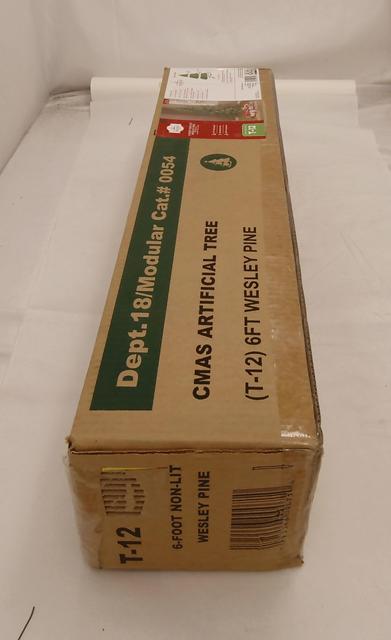 Dept.18/Modular Cat.# 0054
CMAS ARTIFICIAL TREE
(T-12) 6FT WESLEY PINE
T-12
6-FOOT NON-LIT
WESLEY PINE